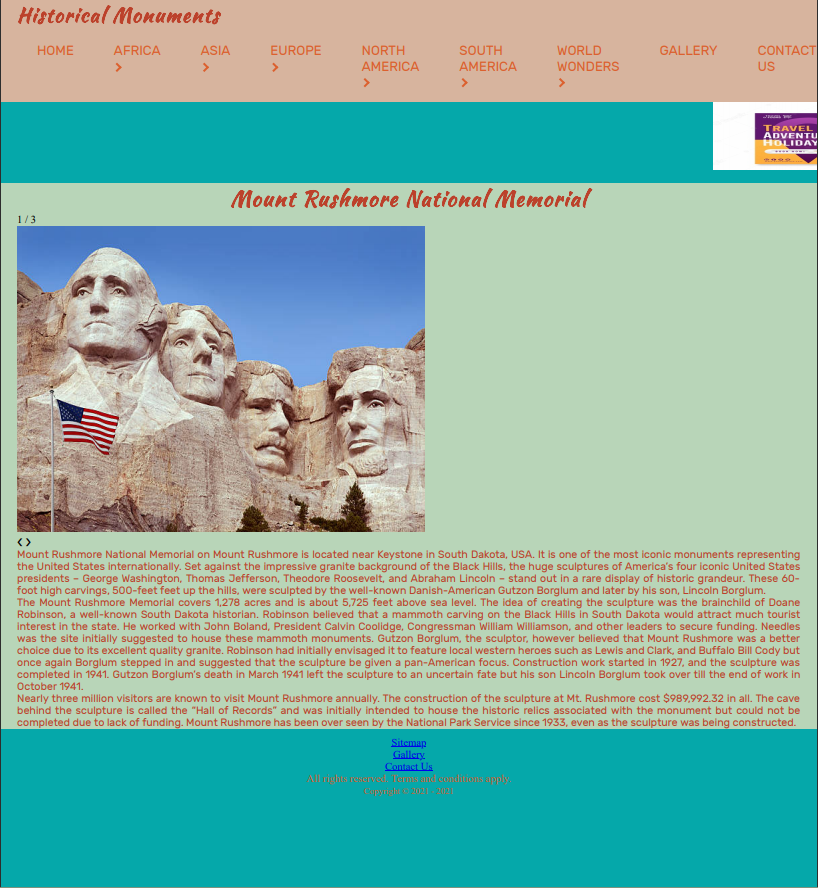 Historical Monuments
HOME
AFRICA
ASIA
EUROPE
NORTH
AMERICA
SOUTH
AMERICA
WORLD
WONDERS
GALLERY
CONTACT
US
TRAVEL
ADVENTU
HOLIDAY
Mount Rushmore National Memorial
1 / 3
Mount Rushmore National Memorial on Mount Rushmore is located near Keystone in South Dakota, USA. It is one of the most iconic monuments representing
the United States internationally. Set against the impressive granite background of the Black Hills, the huge sculptures of America's four iconic United States
presidents – George Washington, Thomas Jefferson, Theodore Roosevelt, and Abraham Lincoln – stand out in a rare display of historic grandeur. These 60-
foot high carvings, 500-feet feet up the hills, were sculpted by the well-known Danish-American Gutzon Borglum and later by his son, Lincoln Borglum.
The Mount Rushmore Memorial covers 1,278 acres and is about 5,725 feet above sea level. The idea of creating the sculpture was the brainchild of Doane
Robinson, a well-known South Dakota historian. Robinson believed that a mammoth carving on the Black Hills in South Dakota would attract much tourist
interest in the state. He worked with John Boland, President Calvin Coolidge, Congressman William Williamson, and other leaders to secure funding. Needles
was the site initially suggested to house these mammoth monuments. Gutzon Borglum, the sculptor, however believed that Mount Rushmore was a better
choice due to its excellent quality granite. Robinson had initially envisaged it to feature local western heroes such as Lewis and Clark, and Buffalo Bill Cody but
once again Borglum stepped in and suggested that the sculpture be given a pan-American focus. Construction work started in 1927, and the sculpture was
completed in 1941. Gutzon Borglum's death in March 1941 left the sculpture to an uncertain fate but his son Lincoln Borglum took over till the end of work in
October 1941.
Nearly three million visitors are known to visit Mount Rushmore annually. The construction of the sculpture at Mt. Rushmore cost $989,992.32 in all. The cave
behind the sculpture is called the "Hall of Records" and was initially intended to house the historic relics associated with the monument but could not be
completed due to lack of funding. Mount Rushmore has been over seen by the National Park Service since 1933, even as the sculpture was being constructed.
Sitemap
Gallery
Contact Us
All rights reserved. Terms and conditions apply.
Copyright © 2021 - 2021